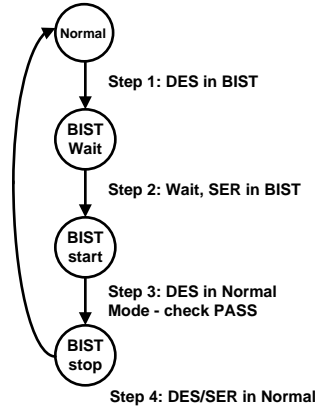 Normal
Step 1: DES in BIST
BIST
Wait
Step 2: Wait, SER in BIST
BIST
start
Step 3: DES in Normal
Mode - check PASS
BIST
stop
Step 4: DES/SER in Normal